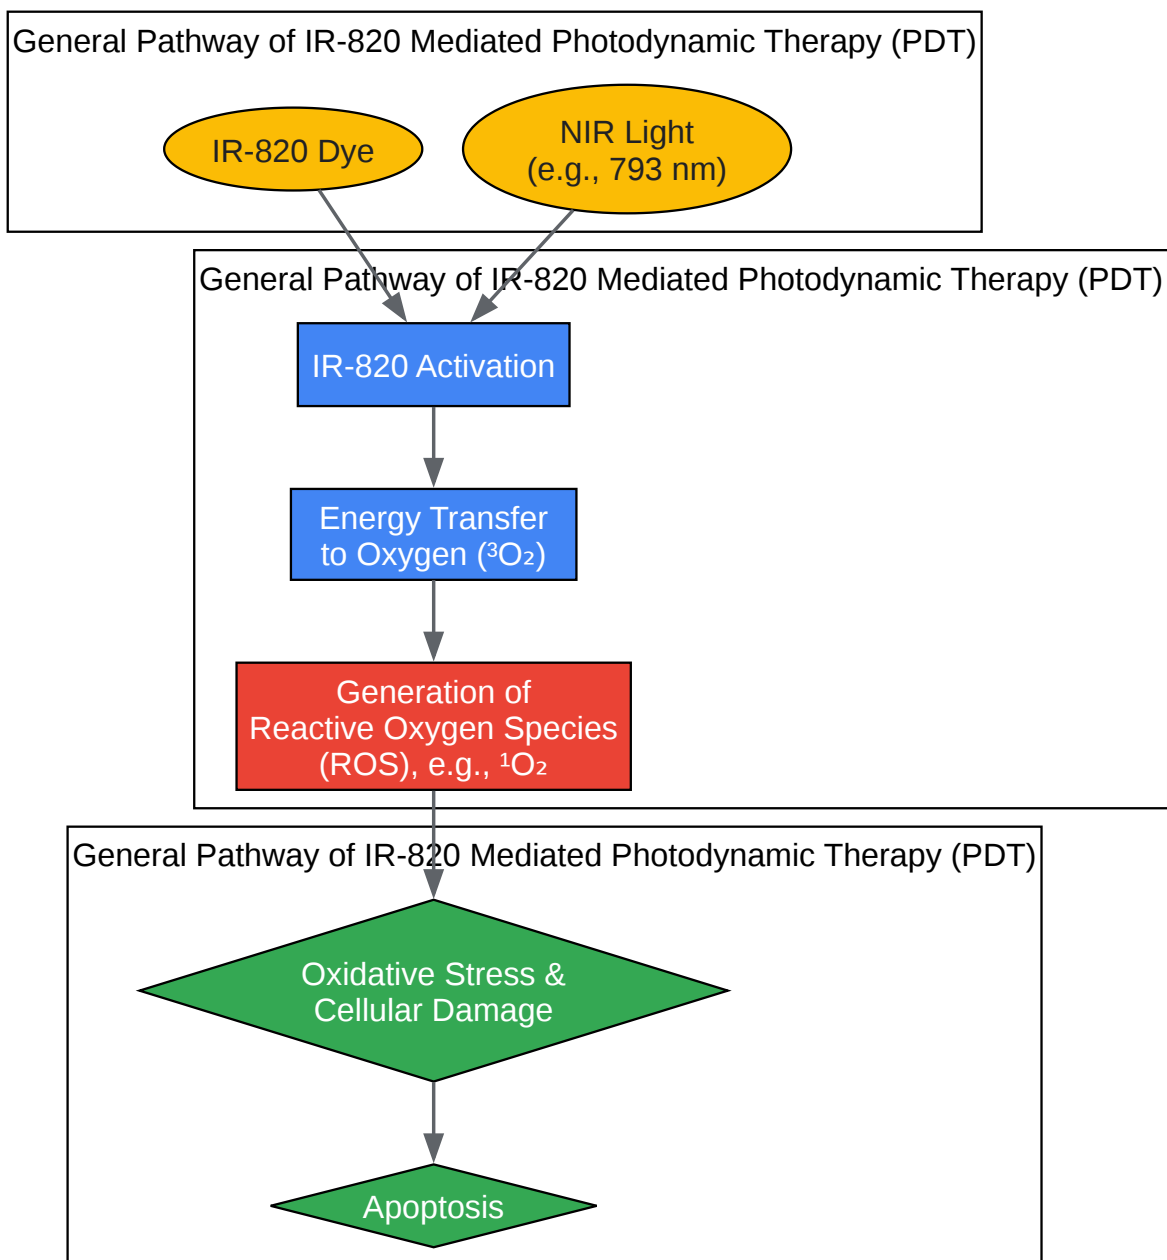 General Pathway of IR-820 Mediated Photodynamic Therapy (PDT)
IR-820 Dye
NIR Light
(e.g., 793 nm)
General Pathway of IR-820 Mediated Photodynamic Therapy (PDT)
IR-820 Activation
Energy Transfer
to Oxygen (³O₂)
Generation of
Reactive Oxygen Species
(ROS), e.g., ¹O₂
General Pathway of IR-820 Mediated Photodynamic Therapy (PDT)
Oxidative Stress &
Cellular Damage
Apoptosis